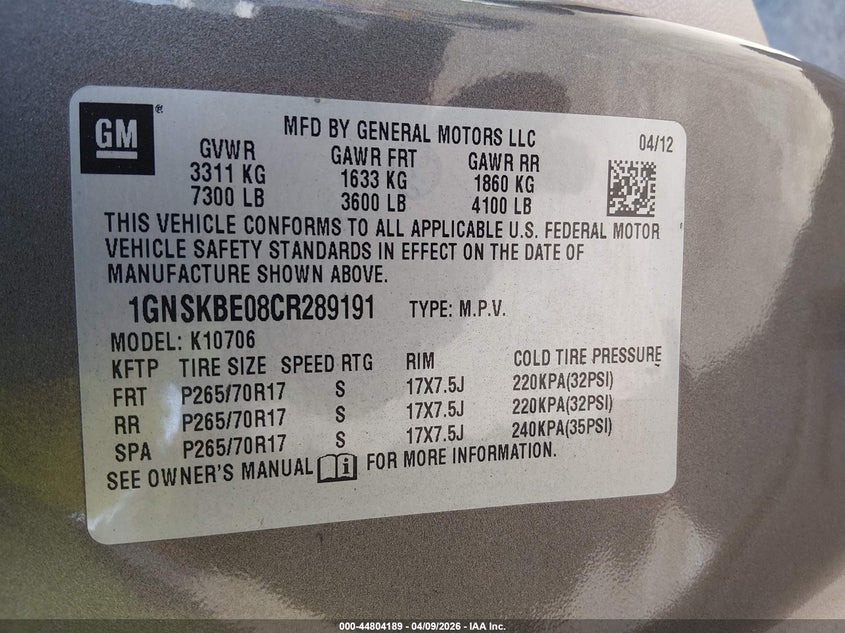 GM ®
MFD BY GENERAL MOTORS LLC
04/12
GVWR GAWR FRT GAWR RR
3311 KG 1633 KG 1860 KG
7300 LB 3600 LB 4100 LB
THIS VEHICLE CONFORMS TO ALL APPLICABLE U.S. FEDERAL MOTOR
VEHICLE SAFETY STANDARDS IN EFFECT ON THE DATE OF
MANUFACTURE SHOWN ABOVE.
1GNSKBE08CR289191 TYPE: M.P.V.
MODEL: K10706
KFTP TIRE SIZE SPEED RTG RIM COLD TIRE PRESSURE
FRT P265/70R17 S 17X7.5J 220KPA(32PSI)
RR P265/70R17 S 17X7.5J 220KPA(32PSI)
SPA P265/70R17 S 17X7.5J 240KPA(35PSI)
SEE OWNER'S MANUAL i FOR MORE INFORMATION.
000-44804189 - 04/09/2026 - IAA Inc.